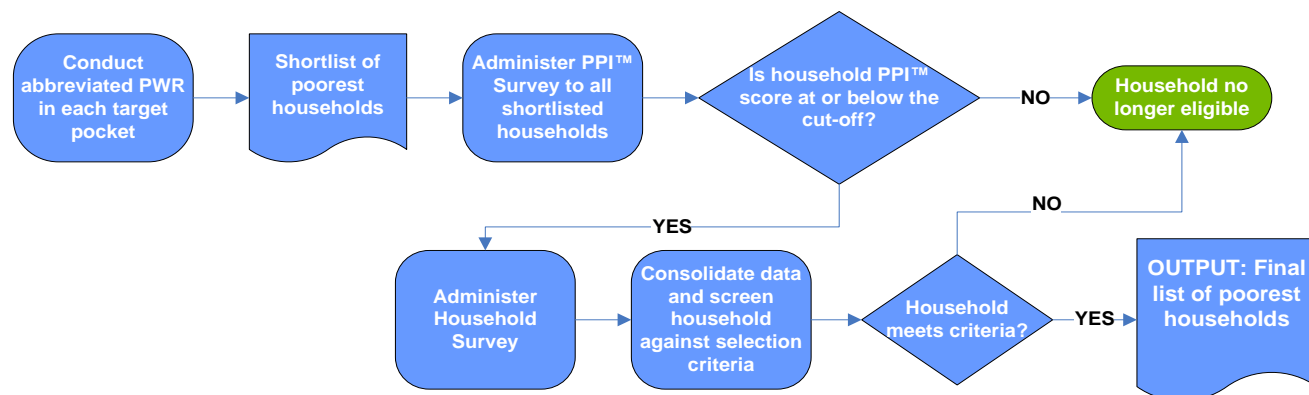 Conduct
abbreviated PWR
in each target
pocket
Shortlist of
poorest
households
Administer PPI™
Survey to all
shortlisted
households
Is household PPI™
score at or below the
cut-off?
NO
Household no
longer eligible
YES
NO
Administer
Household
Survey
Consolidate data
and screen
household
against selection
criteria
Household
meets criteria?
YES
OUTPUT: Final
list of poorest
households